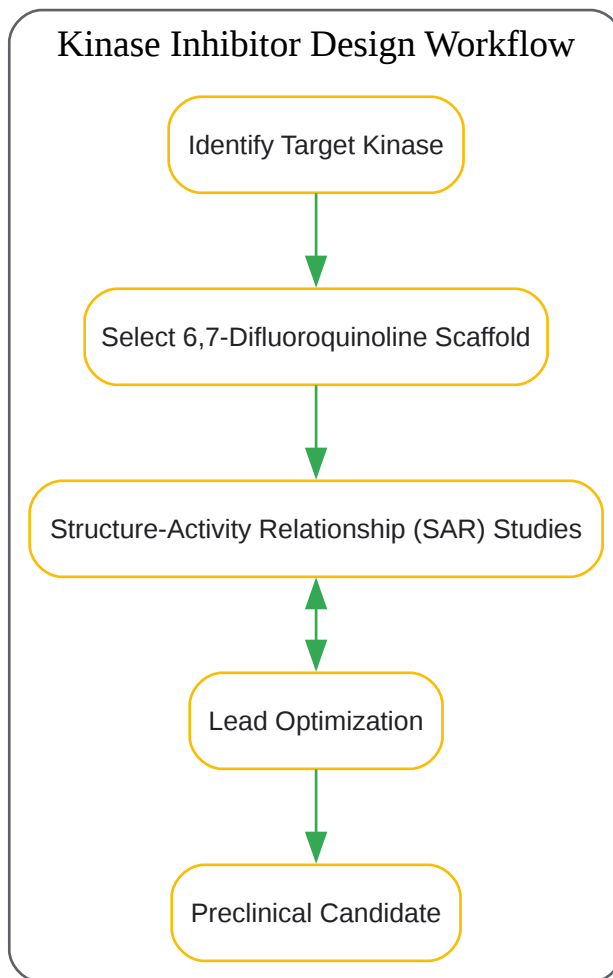 Kinase Inhibitor Design Workflow
Identify Target Kinase
Select 6,7-Difluoroquinoline Scaffold
Structure-Activity Relationship (SAR) Studies
Lead Optimization
Preclinical Candidate